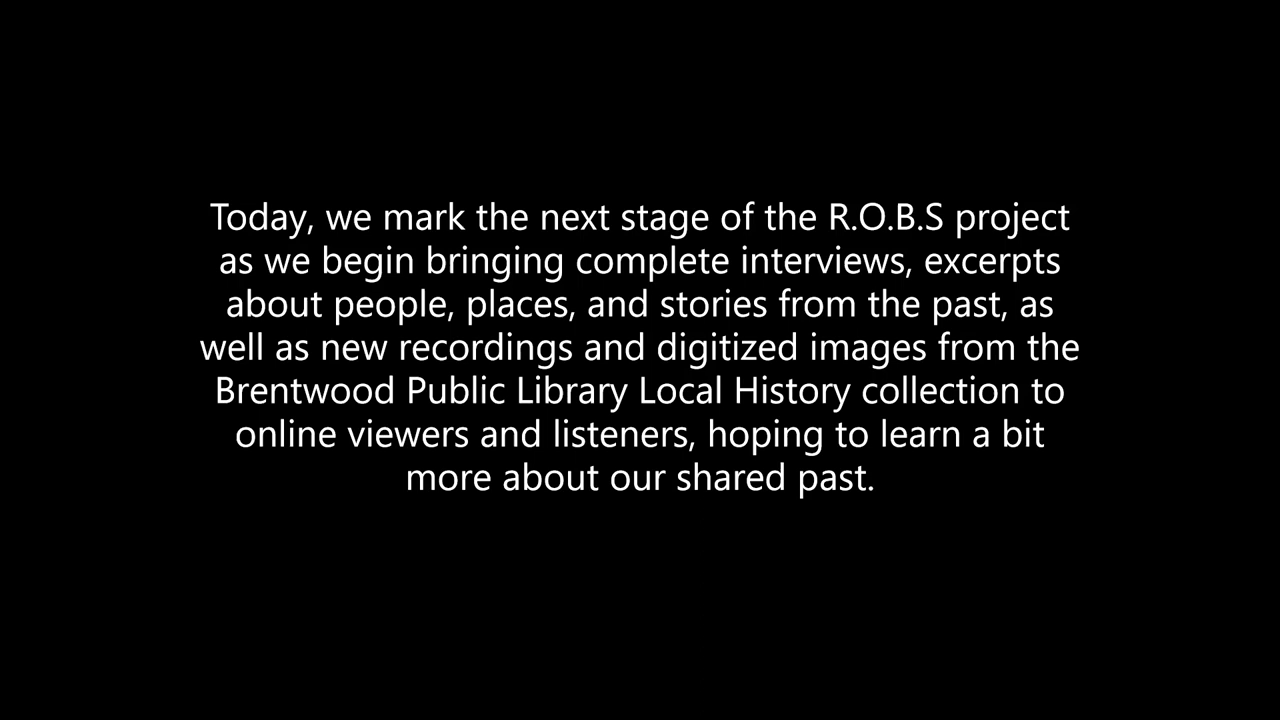 Today, we mark the next stage of the R.O.B.S project
as we begin bringing complete interviews, excerpts
about people, places, and stories from the past, as
well as new recordings and digitized images from the
Brentwood Public Library Local History collection to
online viewers and listeners, hoping to learn a bit
more about our shared past.